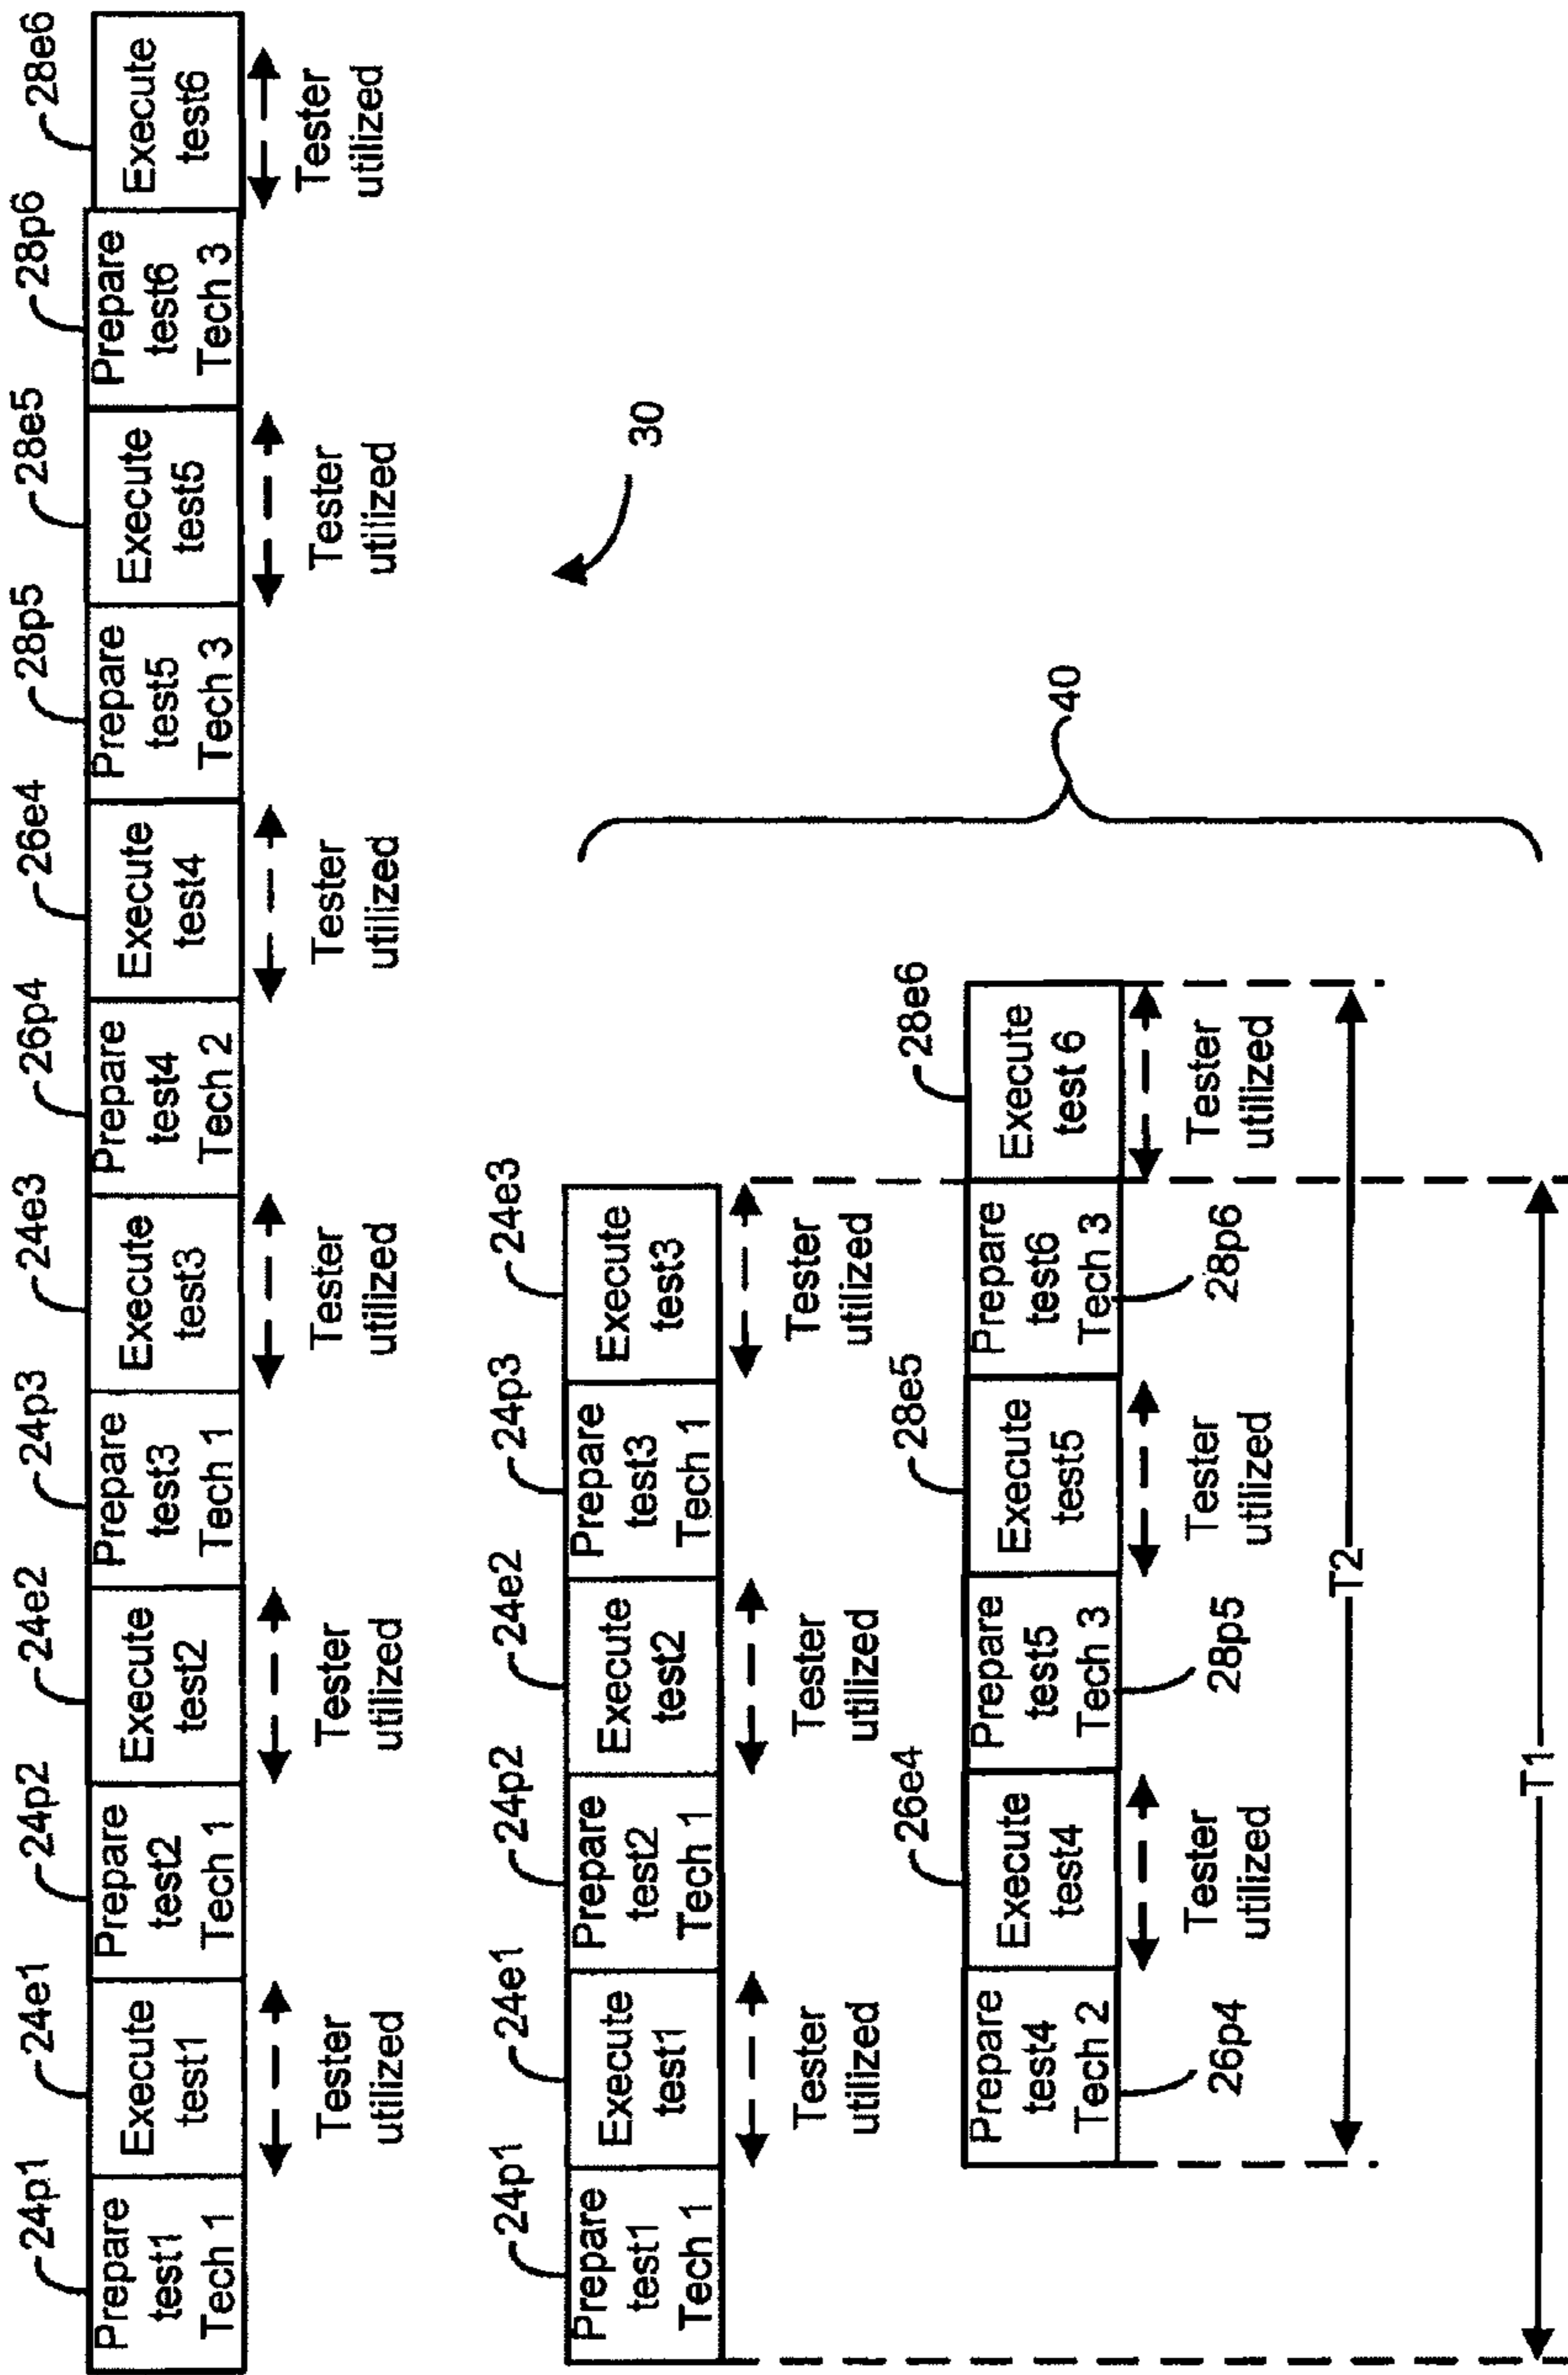 24p1
24e1
24p2
24e2
24p3
24e3
26p4
26e4
28p5
28e5
28p6
28e6
Prepare
test1
Tech 1
Execute
test1
Prepare
test2
Tech 1
Execute
test2
Prepare
test3
Tech 1
Execute
test3
Prepare
test4
Tech 2
Execute
test4
Prepare
test5
Tech 3
Execute
test5
Prepare
test6
Tech 3
Execute
test6
Tester
utilized
Tester
utilized
Tester
utilized
Tester
utilized
Tester
utilized
Tester
utilized
30
24p1
24e1
24p2
24e2
24p3
24e3
Prepare
test1
Tech 1
Execute
test1
Prepare
test2
Tech 1
Execute
test2
Prepare
test3
Tech 1
Execute
test3
Tester
utilized
Tester
utilized
Tester
utilized
40
26e4
28e5
28e6
Prepare
test4
Tech 2
Execute
test4
Prepare
test5
Tech 3
Execute
test5
Prepare
test6
Tech 3
Execute
test 6
26p4
Tester
utilized
28p5
Tester
utilized
28p6
Tester
utilized
T2
T1